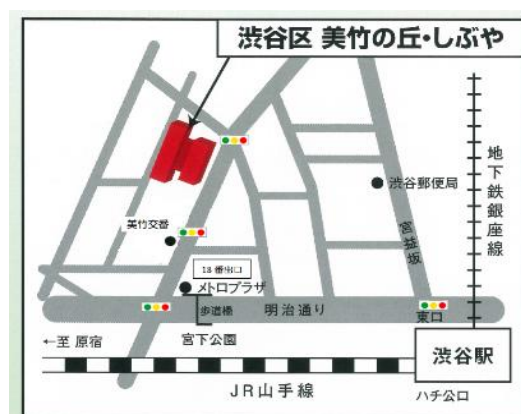 渋谷区 美竹の丘・しぶや
地下鉄銀座線
渋谷郵便局
宮益坂
美竹交番
13番出口
メトロプラザ
歩道橋
明治通り
東口
←至 原宿
宮下公園
渋谷駅
JR山手線
ハチ公口